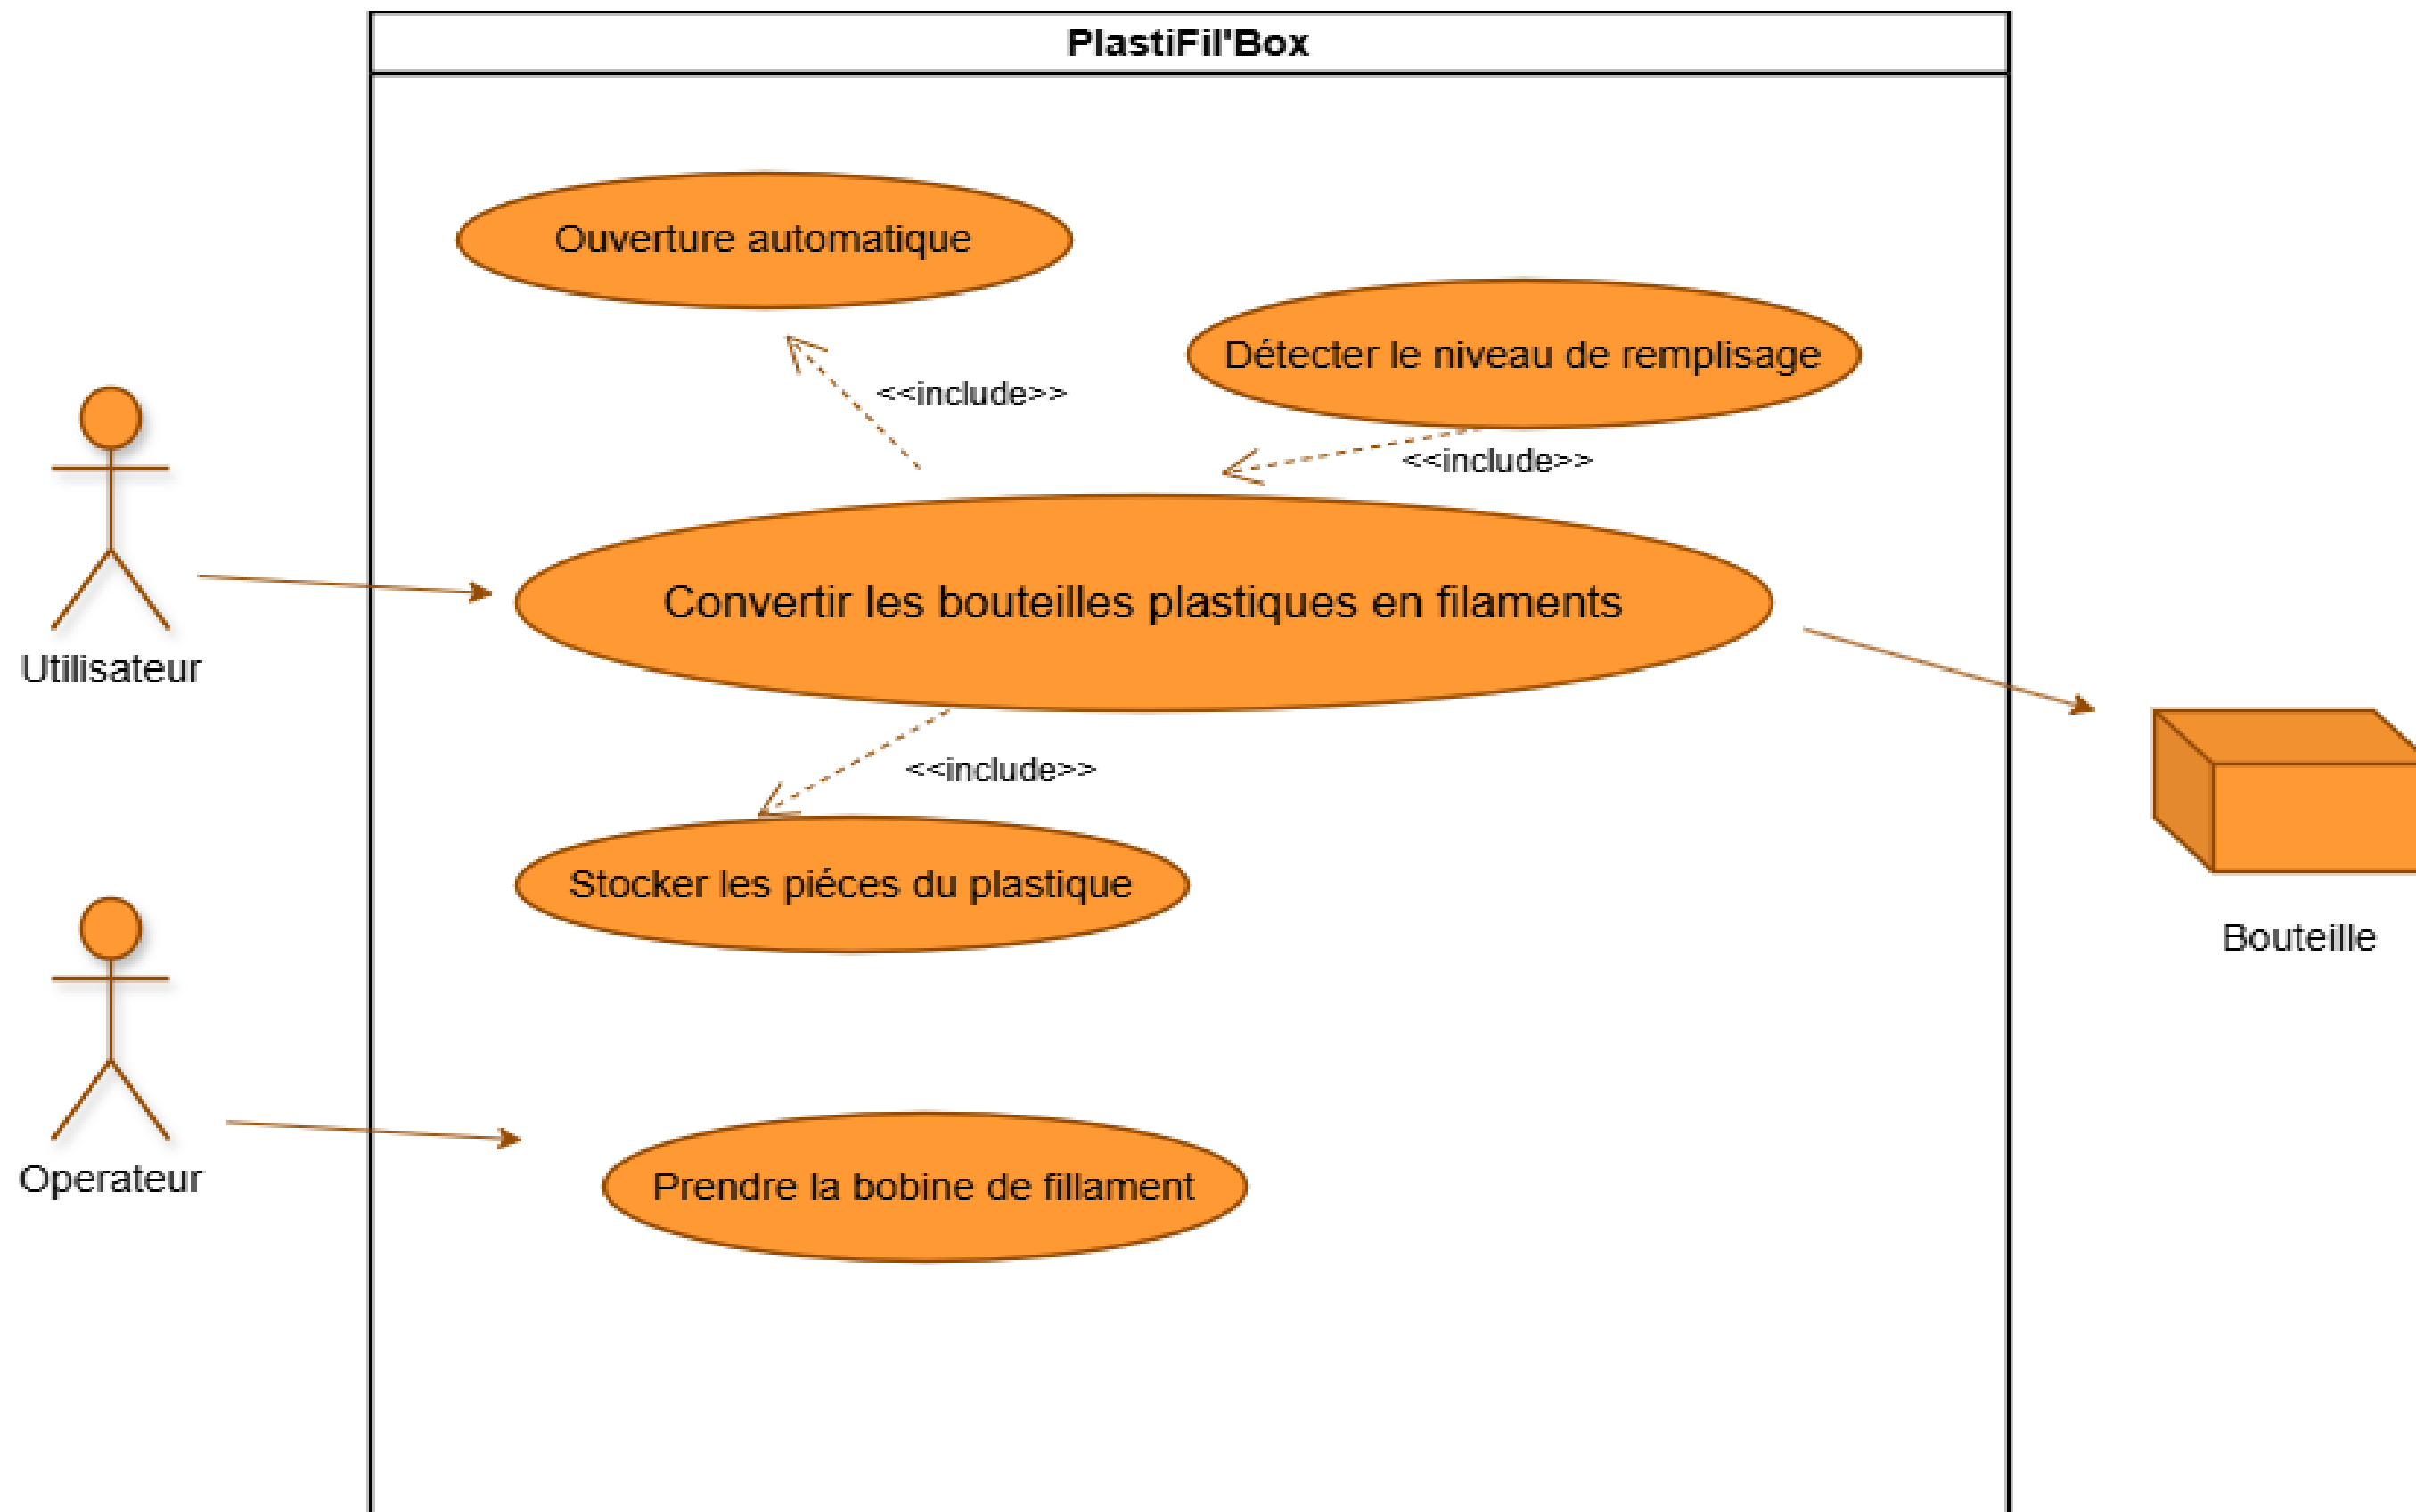 PlastiFil'Box
Ouverture automatique
Détecter le niveau de remplisage
<<include>>
<<include>>
Convertir les bouteilles plastiques en filaments
Utilisateur
<<include>>
Stocker les piéces du plastique
Bouteille
Operateur
Prendre la bobine de fillament